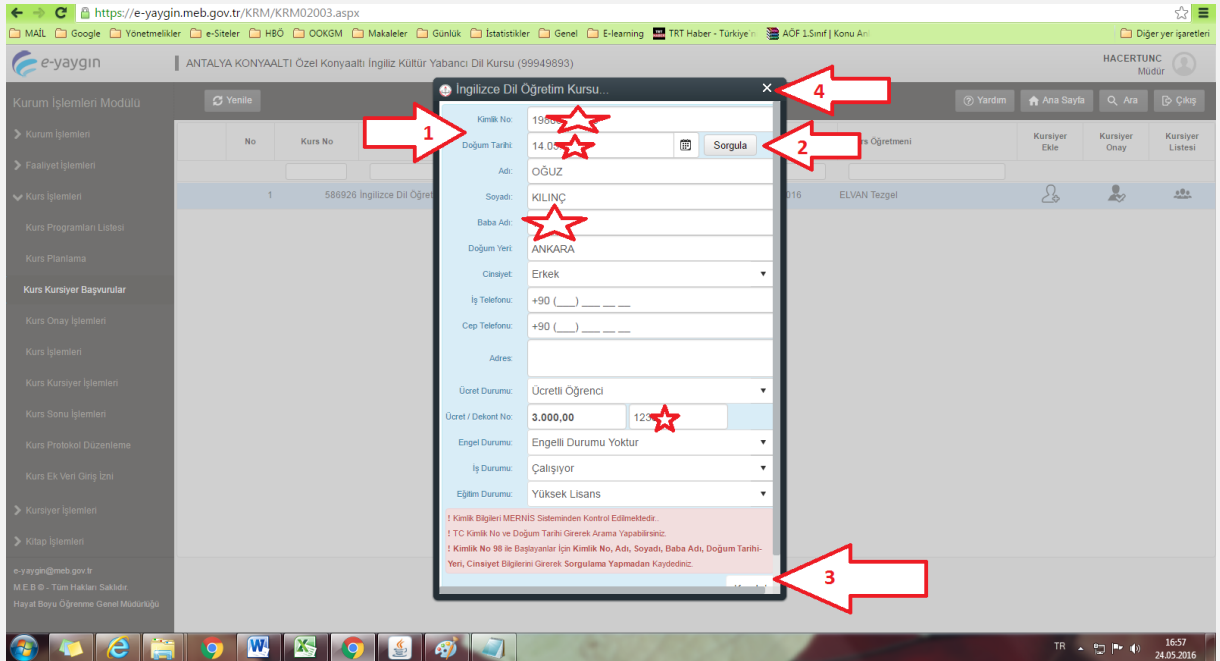 https://e-yaygin.meb.gov.tr/KRM/KRM02003.aspx
MAİL Google Yönetmelikler e-Siteler HBÖ OOKGM Makaleler Günlük İstatistikler Genel E-learning TRT Haber - Türkiye'n AÖF 1.Sınıf | Konu An Diğer yer işaretleri
e-yaygın
ANTALYA KONYAALTI Özel Konyaaltı İngiliz Kültür Yabancı Dil Kursu (99949893)
HACERTUNC
Müdür
Kurum İşlemleri Modülü
Yenile
Yardım Ana Sayfa Ara Çıkış
Kurum İşlemleri
Faaliyet İşlemleri
Kurs İşlemleri
Kurs Programları Listesi
Kurs Planlama
Kurs Kursiyer Başvurular
Kurs Onay İşlemleri
Kurs İşlemleri
Kurs Kursiyer İşlemleri
Kurs Sonu İşlemleri
Kurs Protokol Düzenleme
Kurs Ek Veri Giriş İzni
Kursiyer İşlemleri
Kitap İşlemleri
e-yaygin@meb.gov.tr
M.E.B © - Tüm Hakları Saklıdır.
Hayat Boyu Öğrenme Genel Müdürlüğü
No Kurs No Öğretmeni Kursiyer Ekle Kursiyer Onay Kursiyer Listesi
1 586926 İngilizce Dil Öğret 016 ELVAN Tezgel
İngilizce Dil Öğretim Kursu...
4
1
Kimlik No:
Doğum Tarihi: 14.0 Sorgula
2
Adı: OĞUZ
Soyadı: KILINÇ
Baba Adı:
Doğum Yeri: ANKARA
Cinsiyet: Erkek
İş Telefonu: +90 (___) ___ __ __
Cep Telefonu: +90 (___) ___ __ __
Adres:
Ücret Durumu: Ücretli Öğrenci
Ücret / Dekont No: 3.000,00 123
Engel Durumu: Engelli Durumu Yoktur
İş Durumu: Çalışıyor
Eğitim Durumu: Yüksek Lisans
! Kimlik Bilgileri MERNİS Sisteminden Kontrol Edilmektedir..
! TC Kimlik No ve Doğum Tarihi Girerek Arama Yapabilirsiniz.
! Kimlik No 98 ile Başlayanlar İçin Kimlik No, Adı, Soyadı, Baba Adı, Doğum Tarihi-
Yeri, Cinsiyet Bilgilerini Girerek Sorgulama Yapmadan Kaydediniz.
3
TR
16:57
24.05.2016